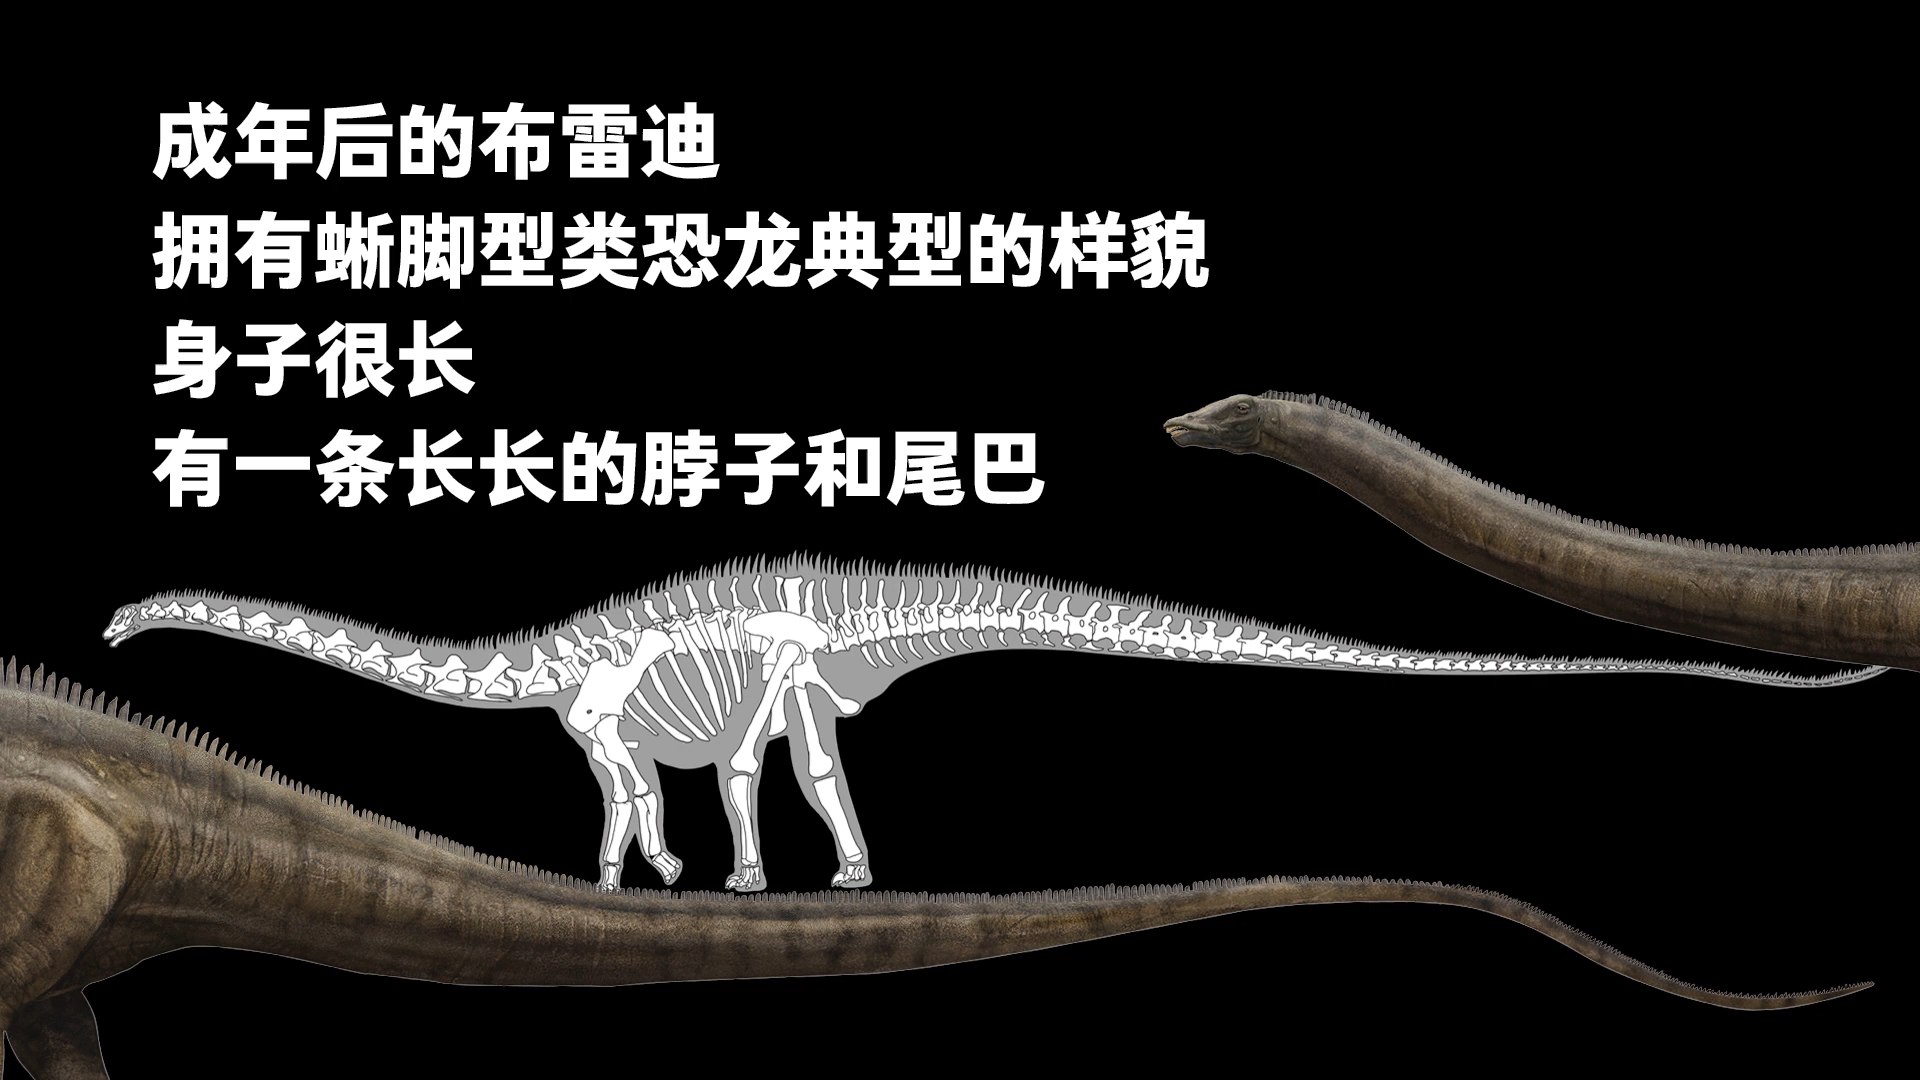 成年后的布雷迪
拥有蜥脚型类恐龙典型的样貌
身子很长
有一条长长的脖子和尾巴